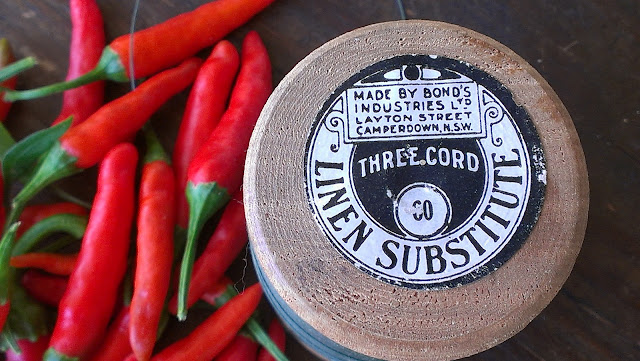 MADE BY BOND'S
INDUSTRIES LTD
LAYTON STREET
CAMPERDOWN, N.S.W.
THREE CORD
60
LINEN SUBSTITUTE